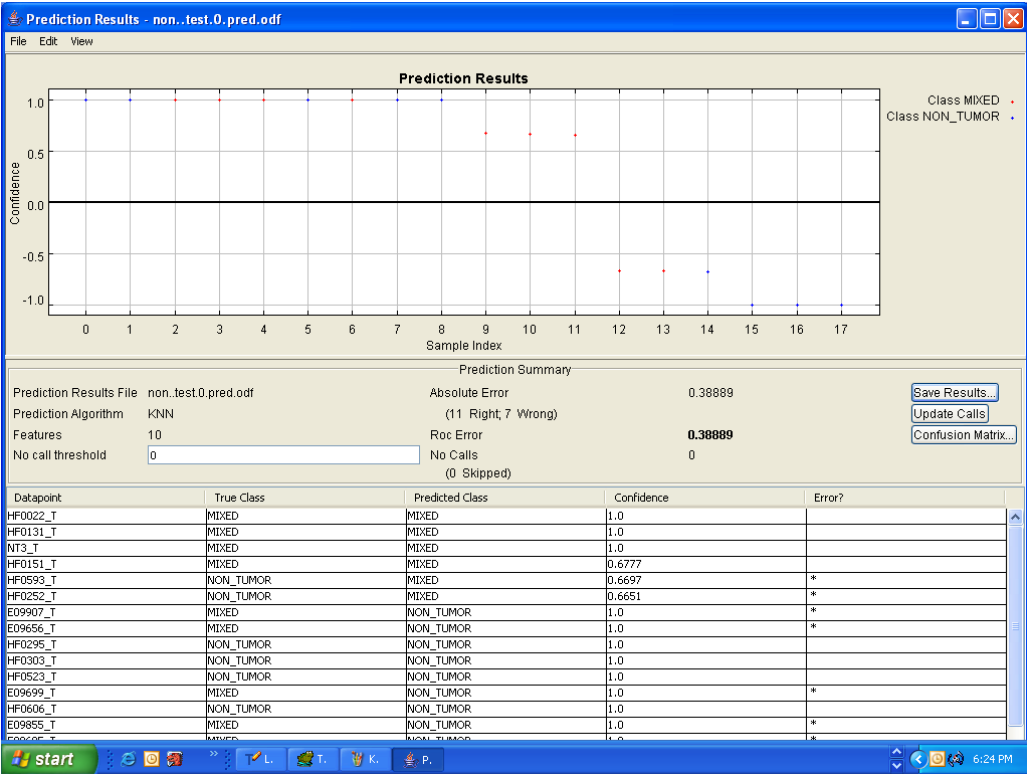 Prediction Results - non..test.0.pred.odf
File Edit View
Prediction Results
Class MIXED
Class NON_TUMOR
1.0
0.5
0.0
-0.5
-1.0
Confidence
0 1 2 3 4 5 6 7 8 9 10 11 12 13 14 15 16 17
Sample Index
Prediction Summary
Prediction Results File non..test.0.pred.odf Absolute Error 0.38889 Save Results...
Prediction Algorithm KNN (11 Right; 7 Wrong) Update Calls
Features 10 Roc Error 0.38889 Confusion Matrix...
No call threshold 0 No Calls 0
(0 Skipped)
Datapoint True Class Predicted Class Confidence Error?
HF0022_T MIXED MIXED 1.0
HF0131_T MIXED MIXED 1.0
NT3_T MIXED MIXED 1.0
HF0151_T MIXED MIXED 0.6777
HF0593_T NON_TUMOR MIXED 0.6697 *
HF0252_T NON_TUMOR MIXED 0.6651 *
E09907_T MIXED NON_TUMOR 1.0 *
E09656_T MIXED NON_TUMOR 1.0 *
HF0295_T NON_TUMOR NON_TUMOR 1.0
HF0303_T NON_TUMOR NON_TUMOR 1.0
HF0523_T NON_TUMOR NON_TUMOR 1.0
E09699_T MIXED NON_TUMOR 1.0 *
HF0606_T NON_TUMOR NON_TUMOR 1.0
E09855_T MIXED NON_TUMOR 1.0 *
MIXED NON_TUMOR 1.0 *
start » L. T. K. P. 6:24 PM